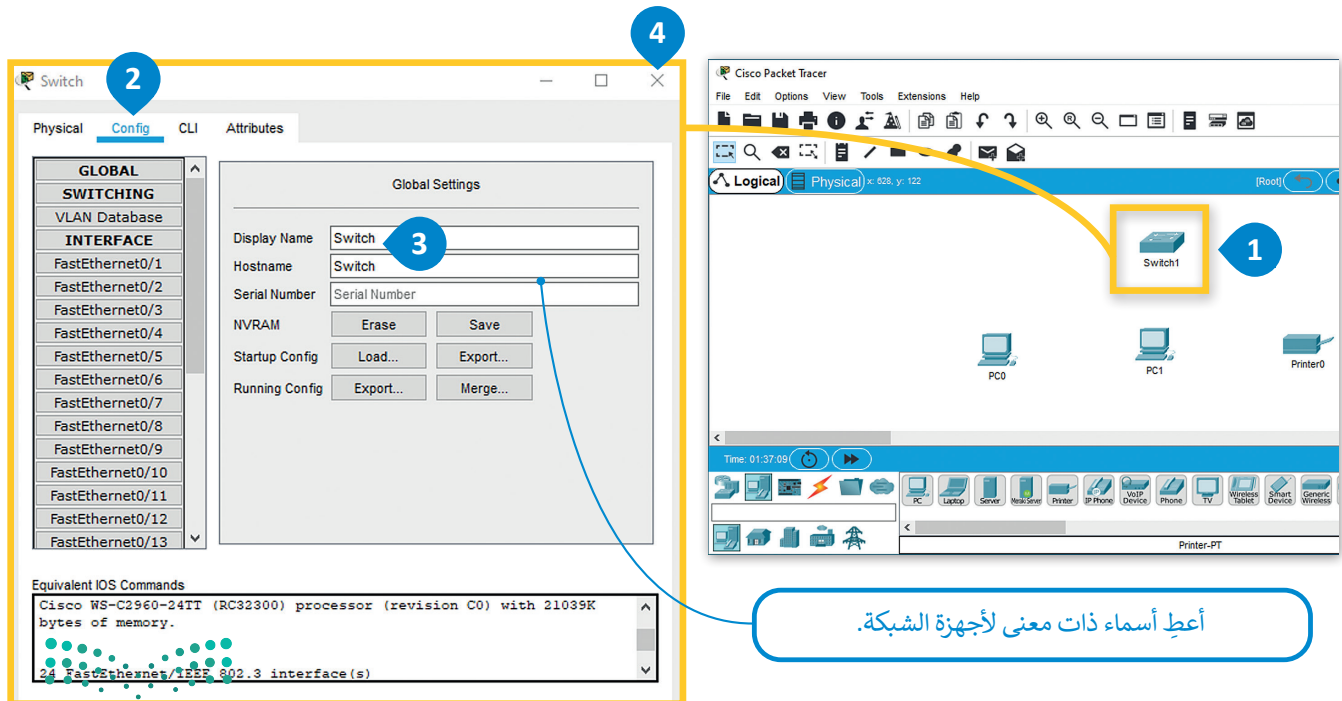 4
Switch
2
Physical Config CLI Attributes
GLOBAL
SWITCHING
VLAN Database
INTERFACE
FastEthernet0/1
FastEthernet0/2
FastEthernet0/3
FastEthernet0/4
FastEthernet0/5
FastEthernet0/6
FastEthernet0/7
FastEthernet0/8
FastEthernet0/9
FastEthernet0/10
FastEthernet0/11
FastEthernet0/12
FastEthernet0/13
Global Settings
Display Name Switch
3
Hostname Switch
Serial Number Serial Number
NVRAM Erase Save
Startup Config Load... Export...
Running Config Export... Merge...
Equivalent IOS Commands
Cisco WS-C2960-24TT (RC32300) processor (revision C0) with 21039K
bytes of memory.
24 FastEthernet/IEEE 802.3 interface(s)
Cisco Packet Tracer
File Edit Options View Tools Extensions Help
Logical Physical x: 628, y: 122 [Root]
Switch1
1
PC0
PC1
Printer0
Time: 01:37:09
PC Laptop Server Meraki Server Printer IP Phone VoIP Device Phone TV Wireless Tablet Smart Device Generic Wireless
Printer-PT
أعطِ أسماء ذات معنى لأجهزة الشبكة.